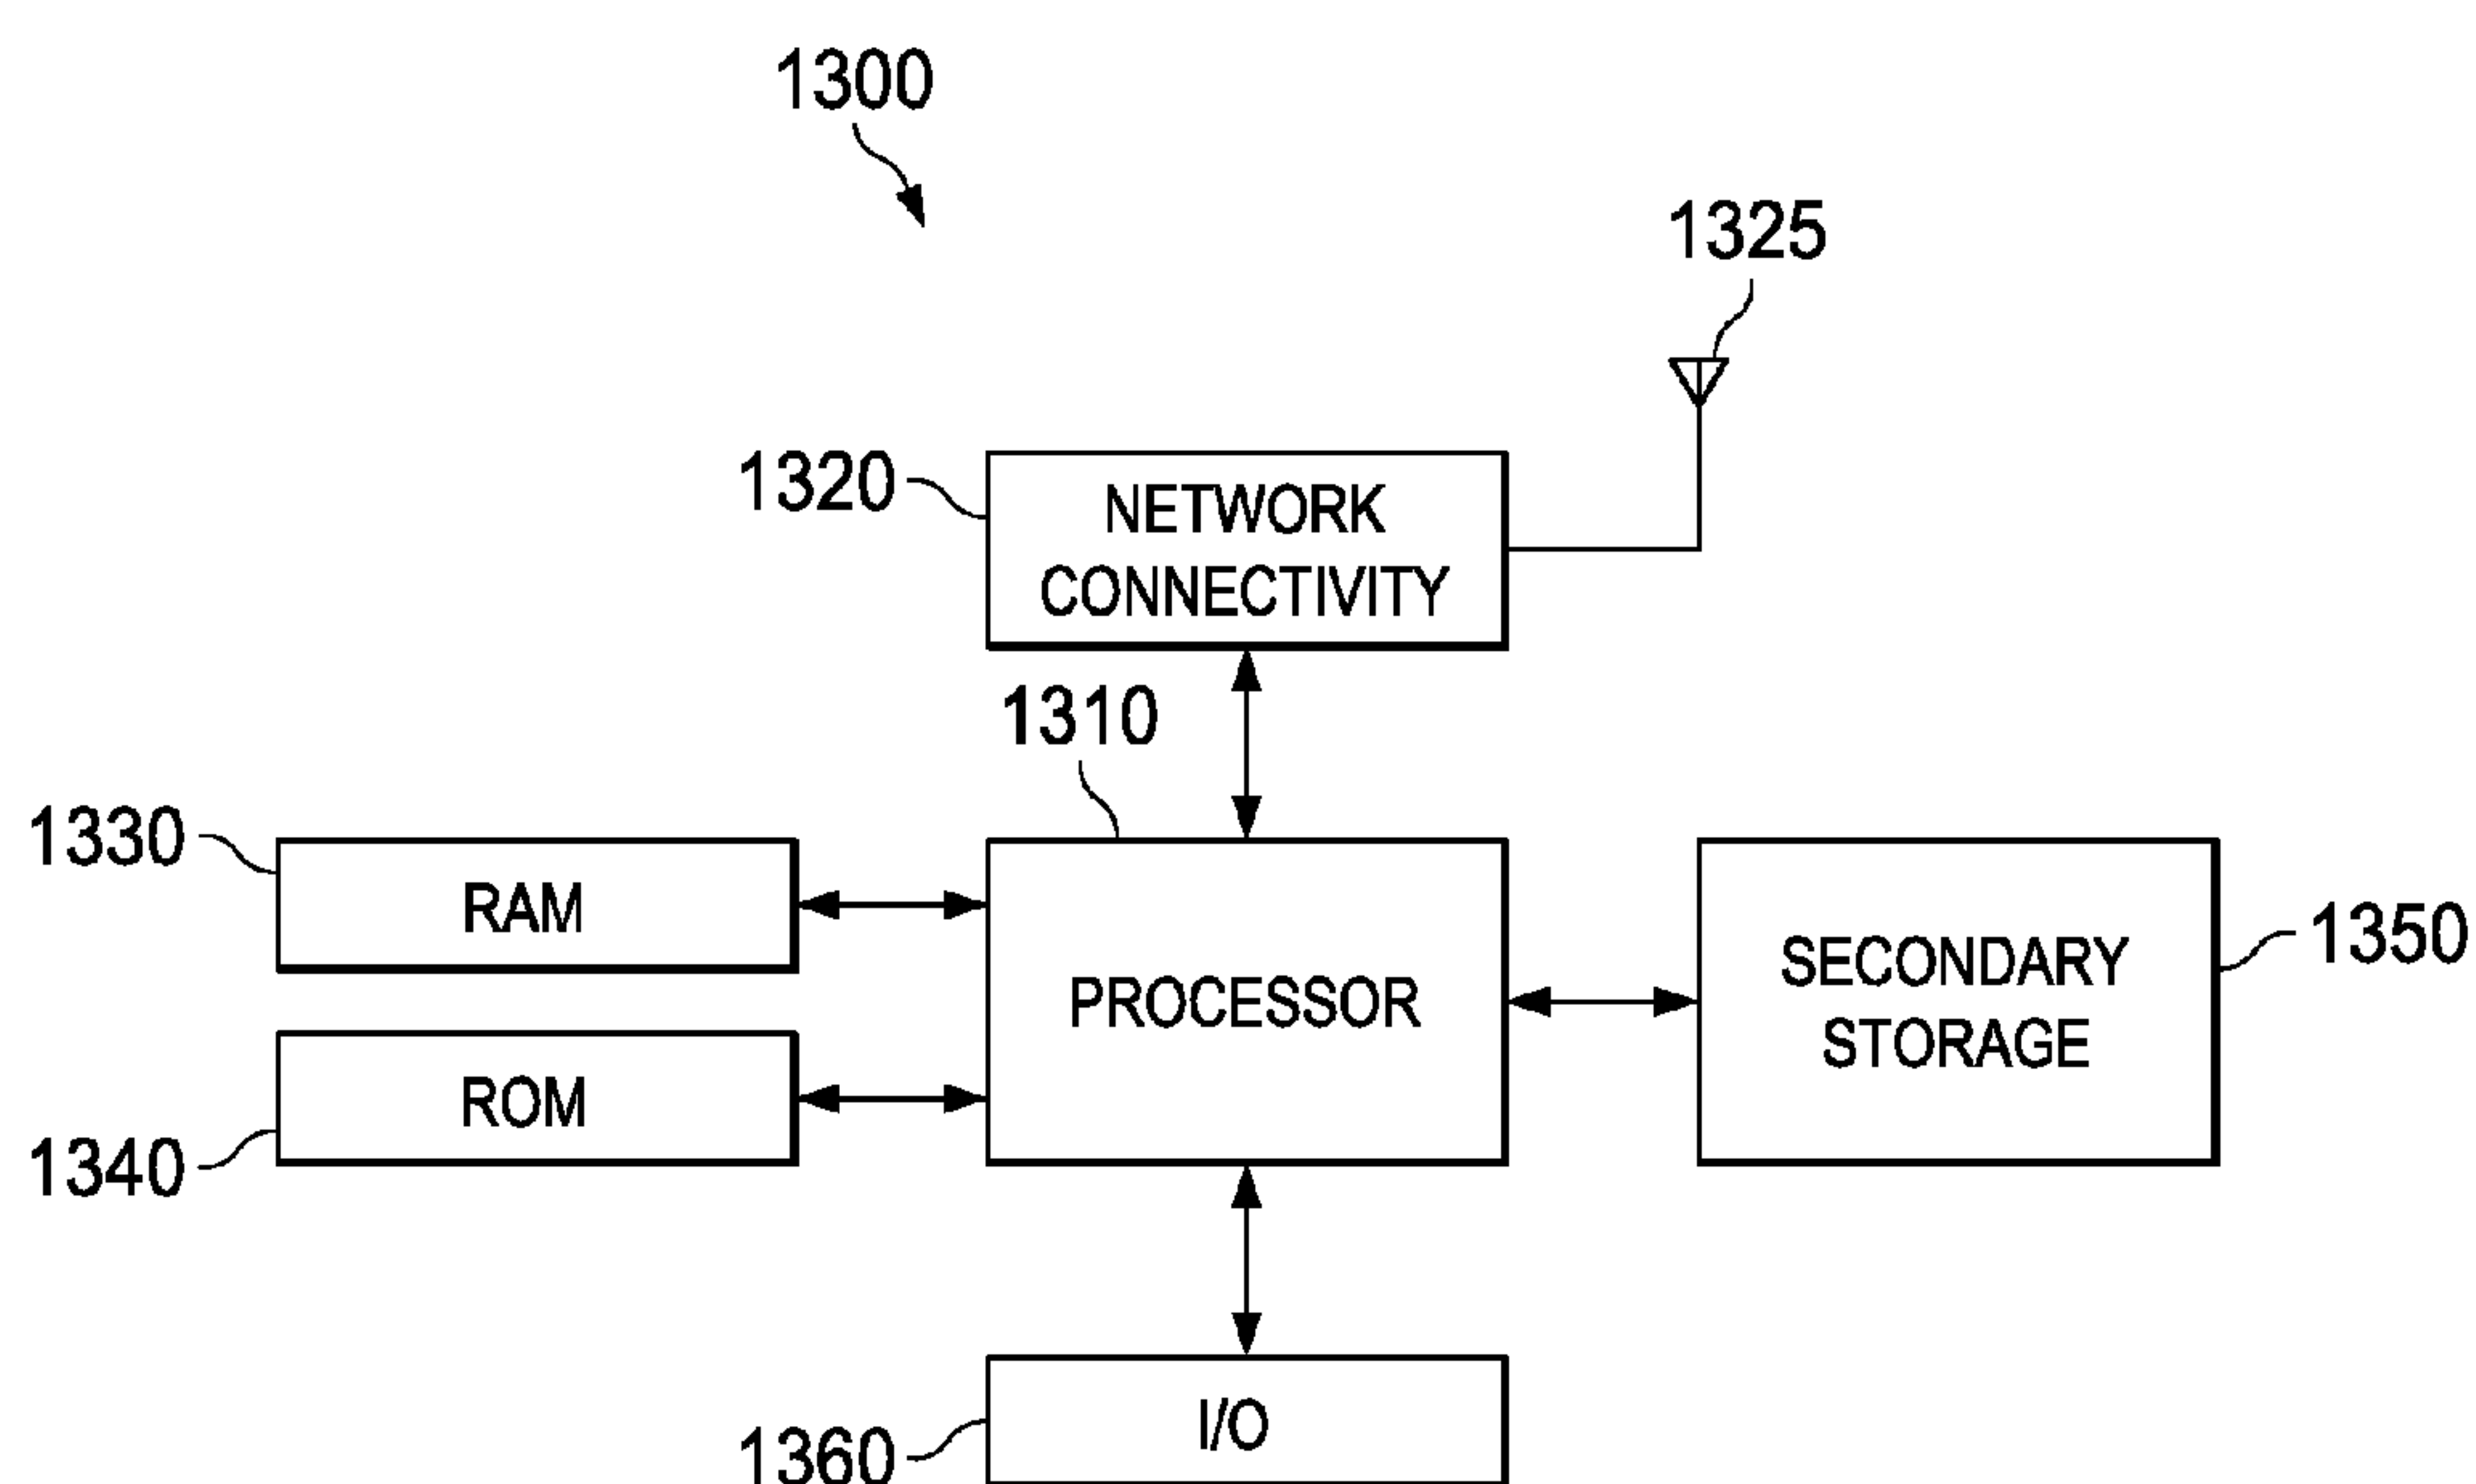 1300
1325
1320
NETWORK
CONNECTIVITY
1310
1330
RAM
PROCESSOR
SECONDARY
STORAGE
1350
ROM
1340
I/O
1360